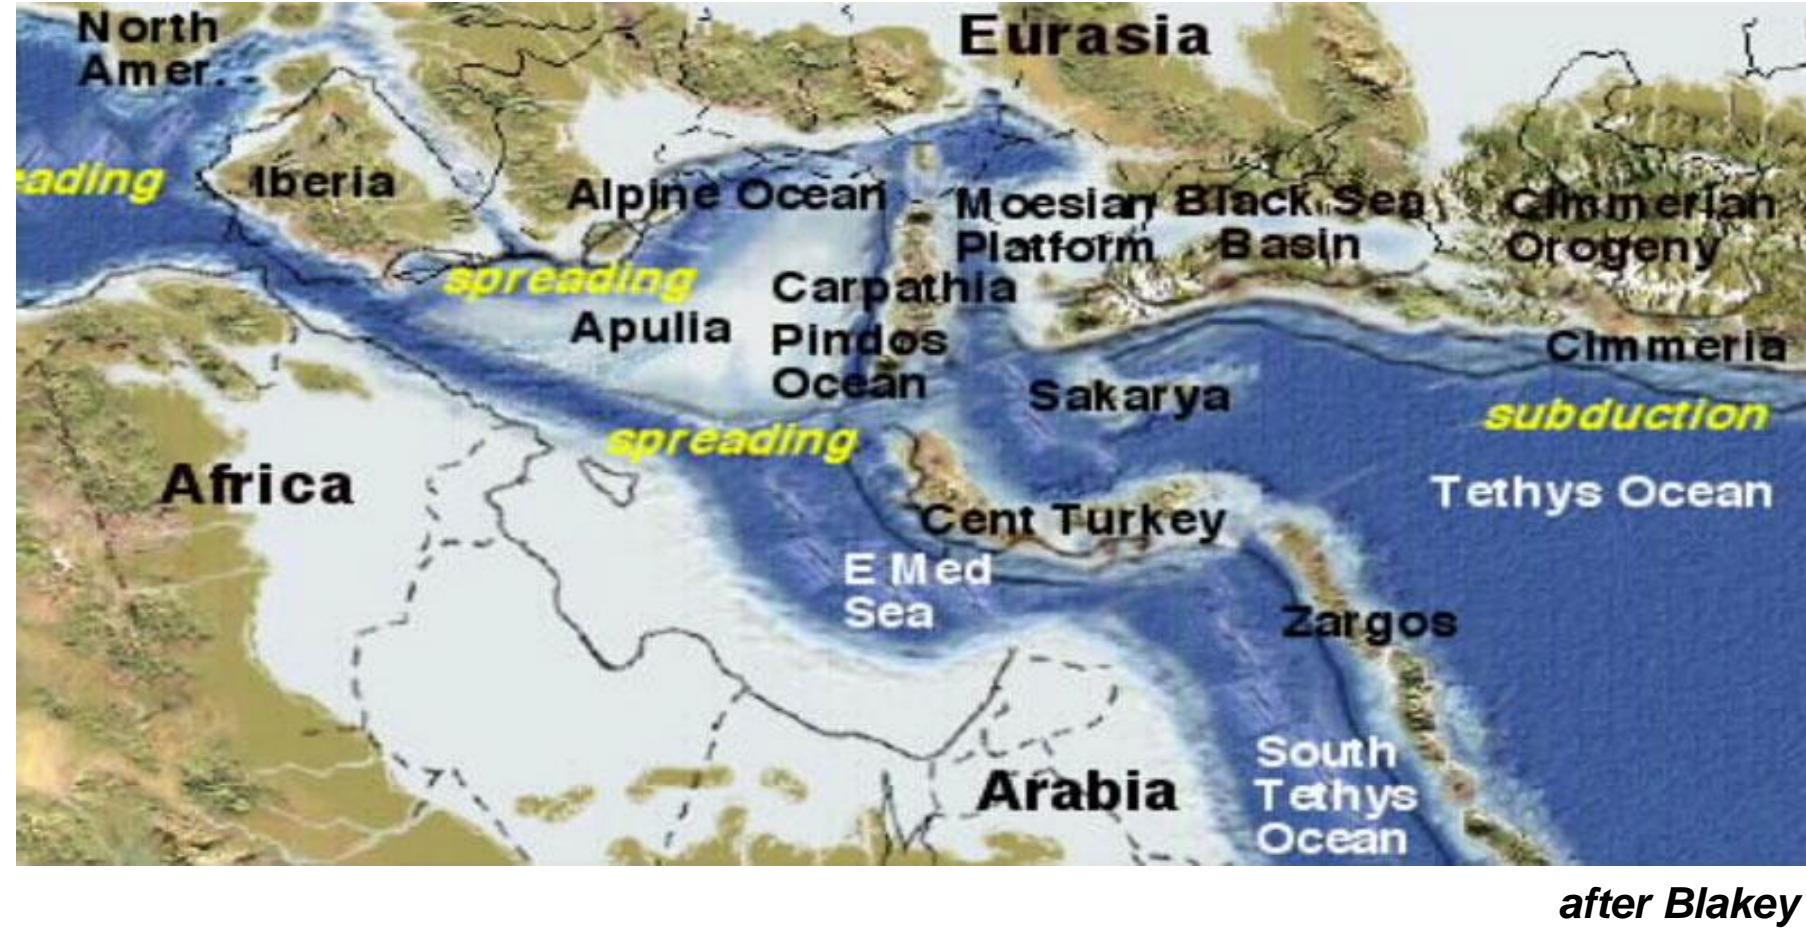 North
Amer.
Eurasia
eading
Iberia
Alpine Ocean
Moesian
Platform
Black Sea
Basin
Cimmerian
Orogeny
spreading
Carpathia
Apulia
Pindos
Ocean
Cimmeria
Sakarya
subduction
spreading
Africa
Tethys Ocean
Cent Turkey
E Med
Sea
Zargos
South
Tethys
Ocean
Arabia
after Blakey